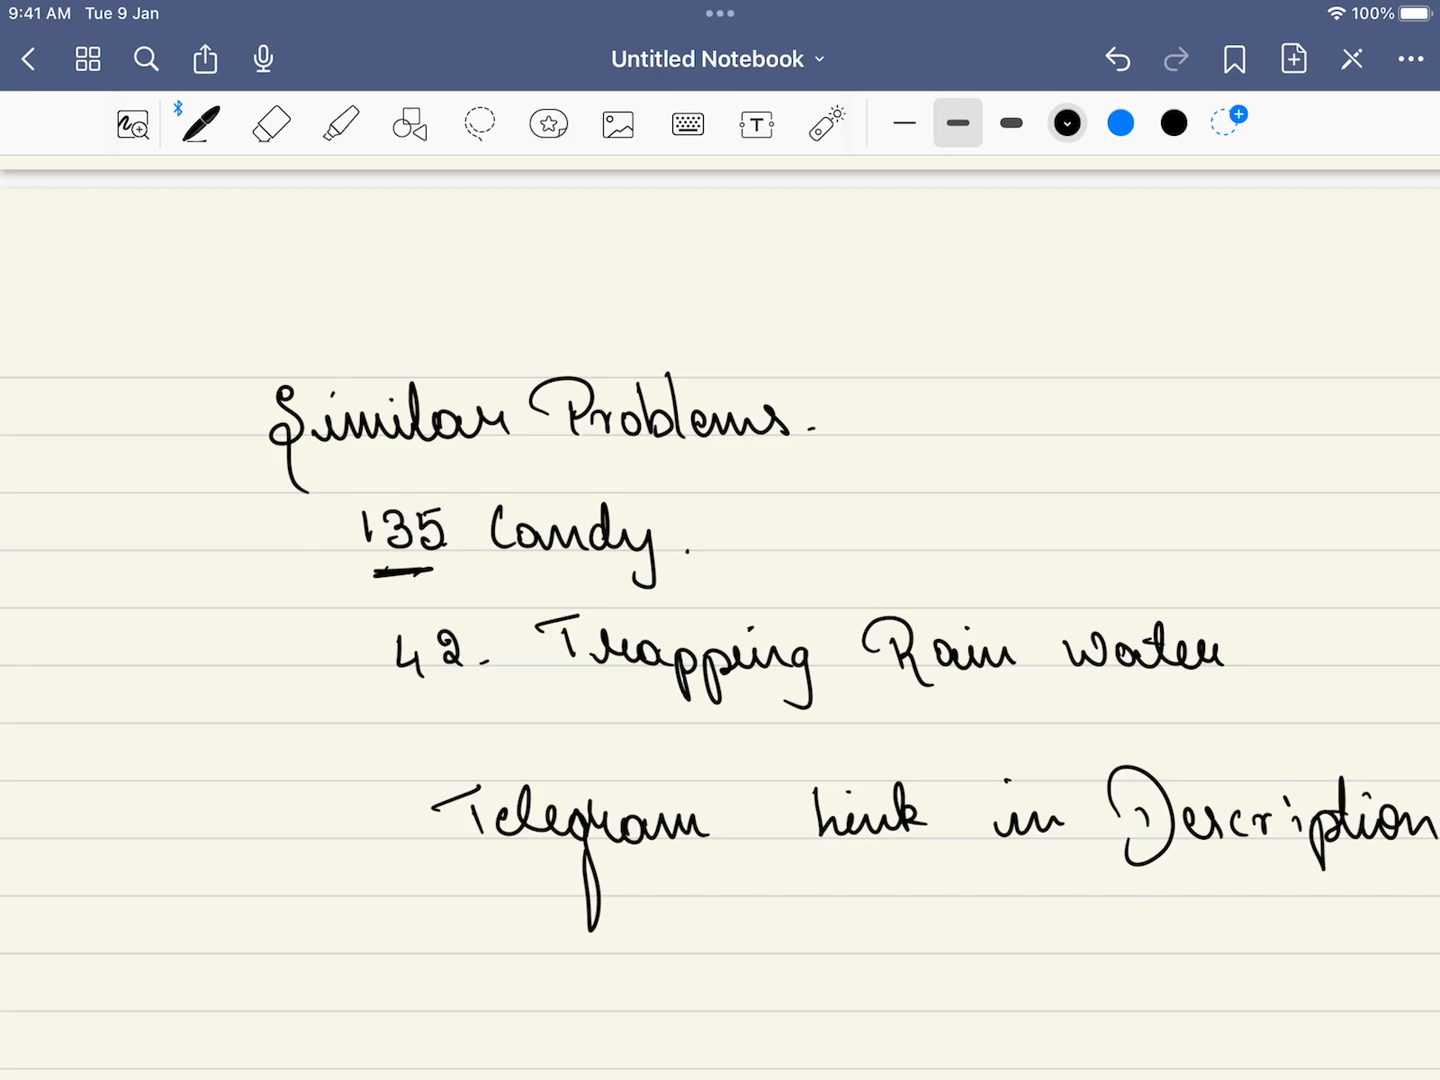 9:41 AM Tue 9 Jan 100%
Untitled Notebook
T
Similar Problems.
135 Candy.
42. Trapping Rain water
Telegram Link in Description